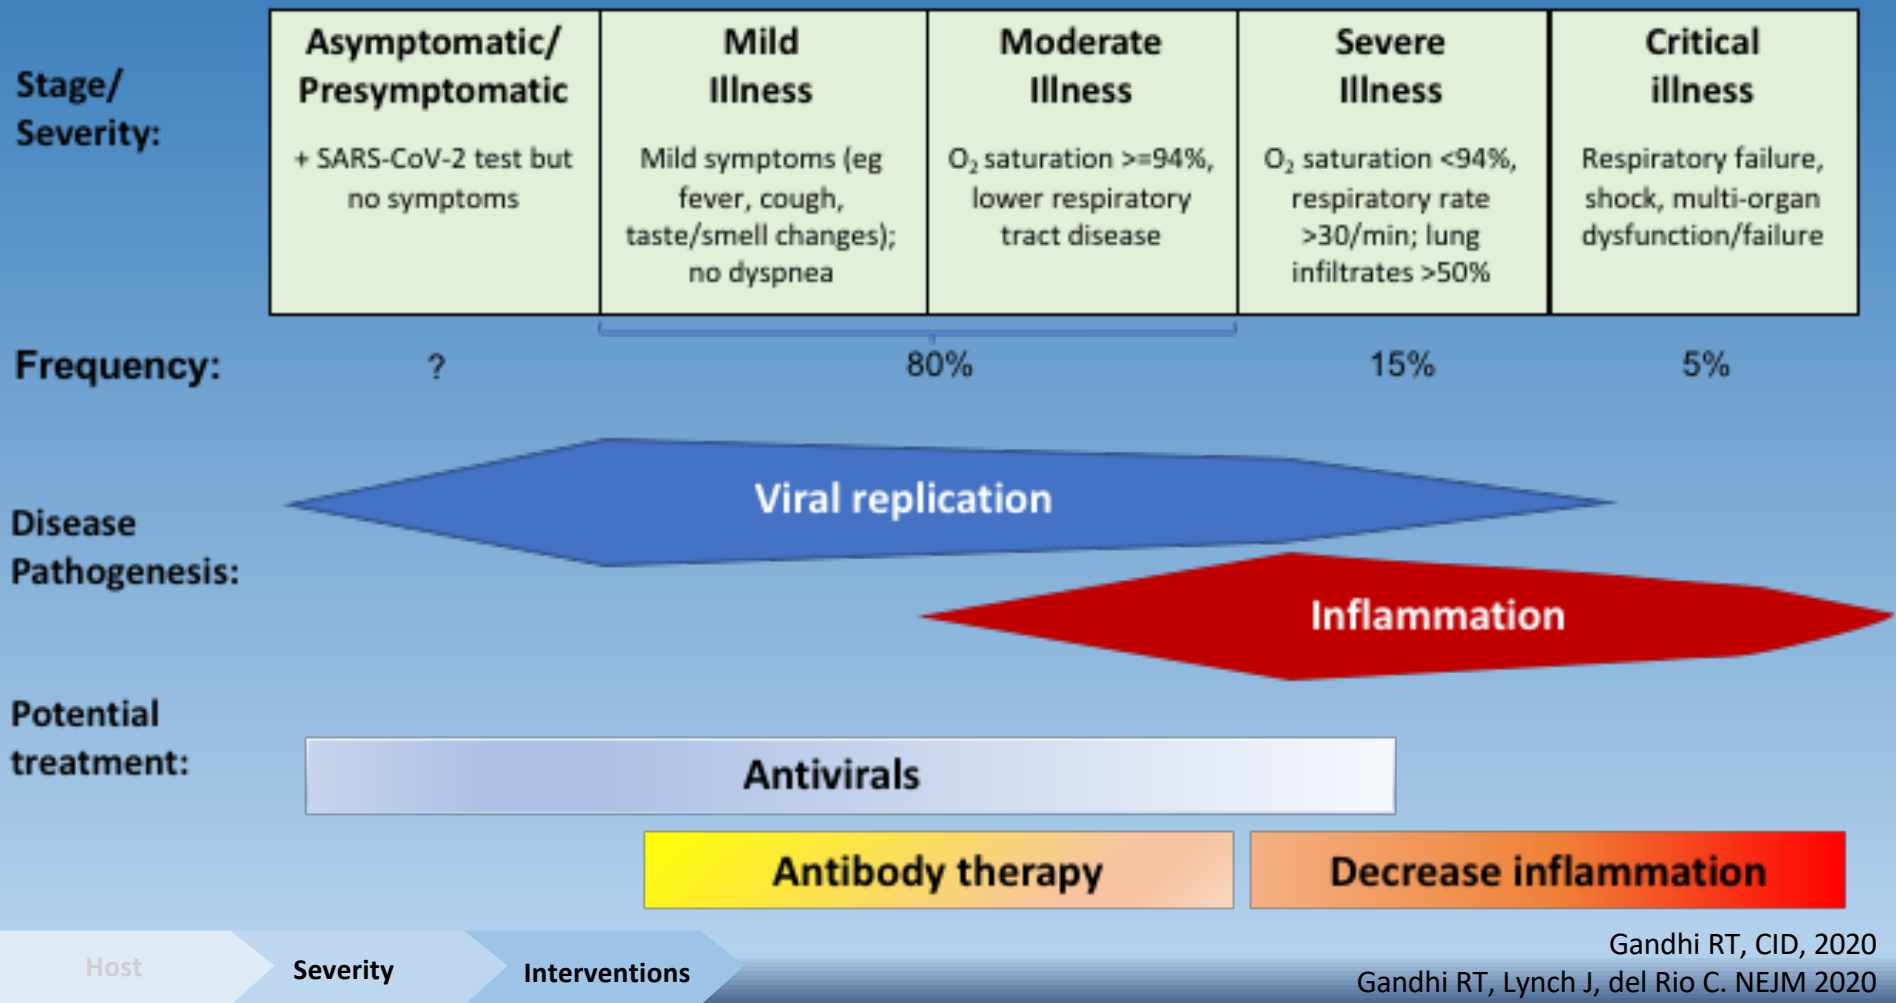 Stage/
Severity:
Asymptomatic/
Presymptomatic
+ SARS-CoV-2 test but
no symptoms
Mild
Illness
Mild symptoms (eg
fever, cough,
taste/smell changes);
no dyspnea
Moderate
Illness
O₂ saturation >=94%,
lower respiratory
tract disease
Severe
Illness
O₂ saturation <94%,
respiratory rate
>30/min; lung
infiltrates >50%
Critical
illness
Respiratory failure,
shock, multi-organ
dysfunction/failure
Frequency:
?
80%
15%
5%
Disease
Pathogenesis:
Viral replication
Inflammation
Potential
treatment:
Antivirals
Antibody therapy
Decrease inflammation
Host
Severity
Interventions
Gandhi RT, CID, 2020
Gandhi RT, Lynch J, del Rio C. NEJM 2020